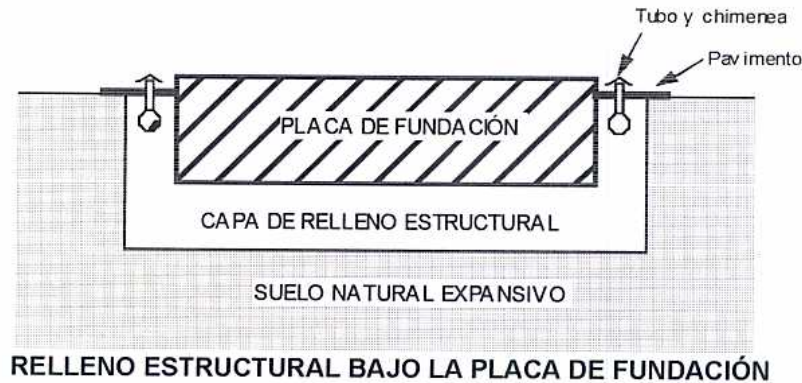 Tubo y chimenea
Pavimento
PLACA DE FUNDACIÓN
CAPA DE RELLENO ESTRUCTURAL
SUELO NATURAL EXPANSIVO
RELLENO ESTRUCTURAL BAJO LA PLACA DE FUNDACIÓN